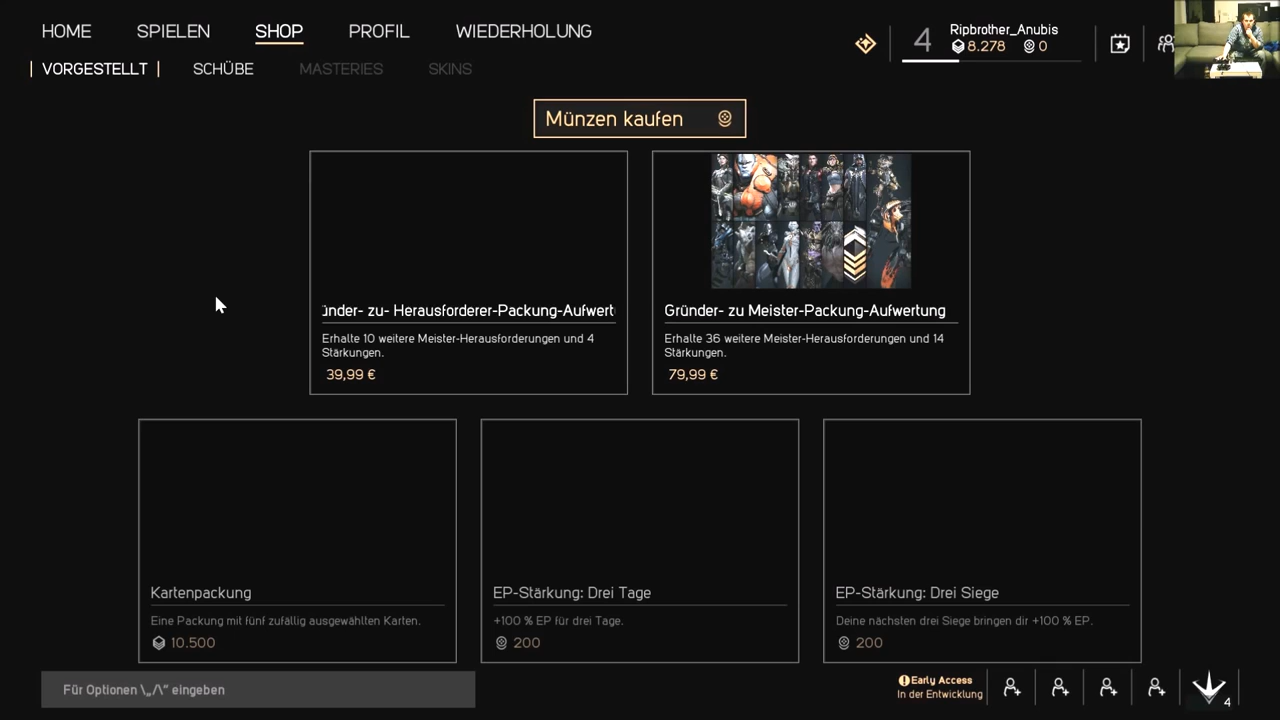 HOME SPIELEN SHOP PROFIL WIEDERHOLUNG
4 Ripbrother_Anubis
8.278 0
VORGESTELLT SCHÜBE MASTERIES SKINS
Münzen kaufen
ünder- zu- Herausforderer-Packung-Aufwert
Erhalte 10 weitere Meister-Herausforderungen und 4
Stärkungen.
39,99 €
Gründer- zu Meister-Packung-Aufwertung
Erhalte 36 weitere Meister-Herausforderungen und 14
Stärkungen.
79,99 €
Kartenpackung
Eine Packung mit fünf zufällig ausgewählten Karten.
10.500
EP-Stärkung: Drei Tage
+100 % EP für drei Tage.
200
EP-Stärkung: Drei Siege
Deine nächsten drei Siege bringen dir +100 % EP.
200
Für Optionen \„/\“ eingeben
Early Access
In der Entwicklung
4